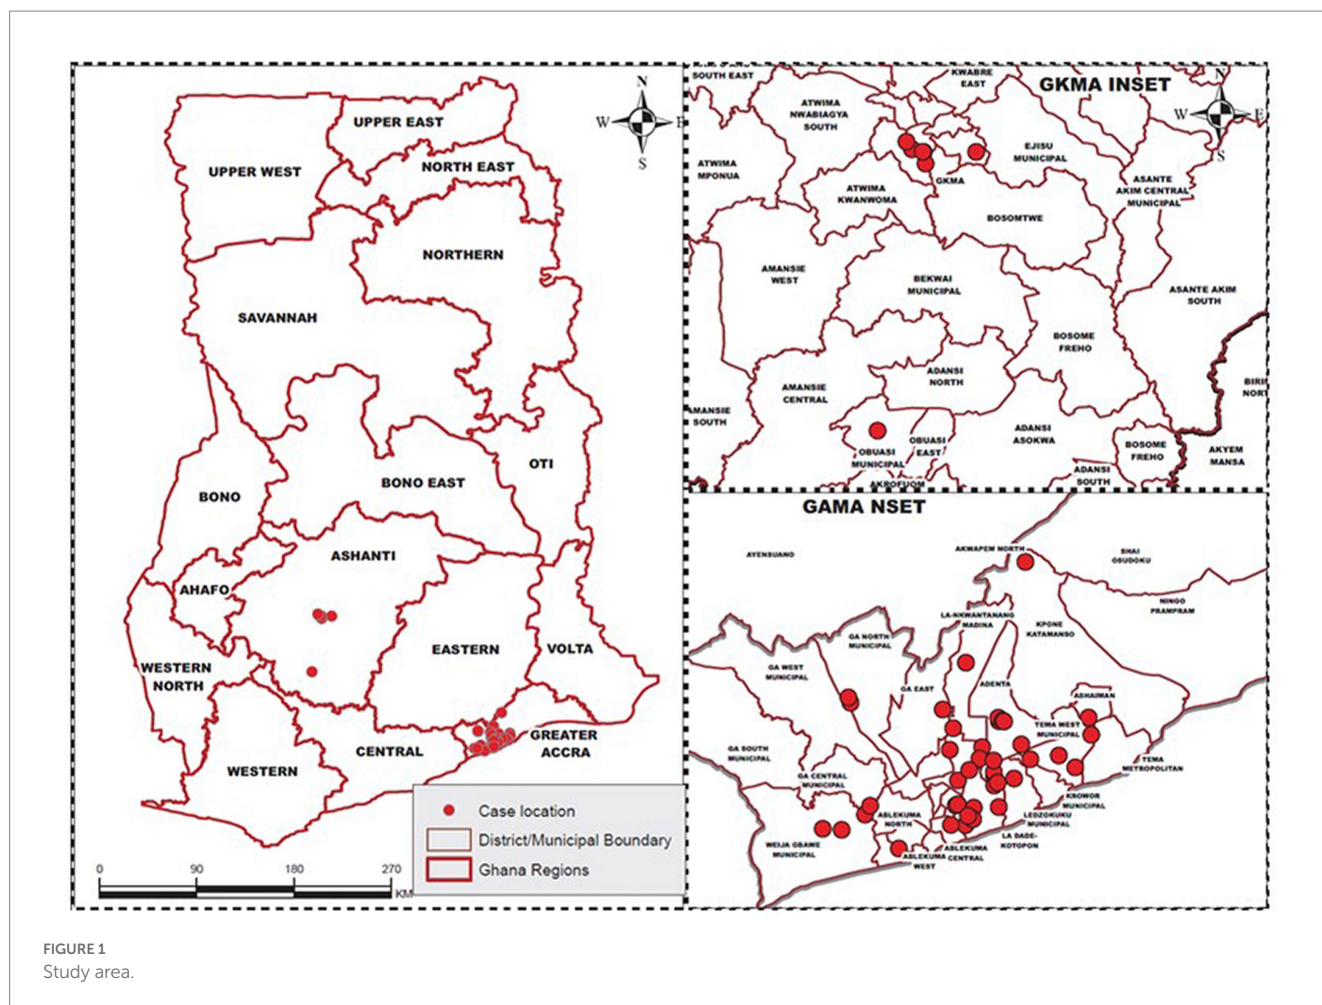 N
W
E
S
UPPER EAST
UPPER WEST
NORTH EAST
NORTHERN
SAVANNAH
OTI
BONO EAST
BONO
ASHANTI
AHAFO
EASTERN
VOLTA
WESTERN
NORTH
GREATER
ACCRA
CENTRAL
WESTERN
Case location
District/Municipal Boundary
Ghana Regions
0
90
180
270
KM
GKMA INSET
N
W
E
S
SOUTH EAST
KWABRE
EAST
ATWIMA
NWABIAGYA
SOUTH
EJISU
MUNICIPAL
ATWIMA
MPONUA
GKMA
ASANTE
AKIM CENTRAL
MUNICIPAL
ATWIMA
KWANWOMA
BOSOMTWE
AMANSIE
WEST
BEKWAI
MUNICIPAL
ASANTE AKIM
SOUTH
BOSOME
FREHO
ADANSI
NORTH
AMANSIE
CENTRAL
BIRI
NORT
AMANSIE
SOUTH
ADANSI
ASOKWA
OBUASI
EAST
OBUASI
MUNICIPAL
BOSOME
FREHO
AKYEM
MANSA
ADANSI
SOUTH
AKROFUOM
GAMA NSET
AYENSUANO
AKWAPEM NORTH
SHAI
OSUDOKU
NINGO
PRAMPRAM
LA-NKWANTANANG
MADINA
KPONE
KATAMANSO
GA NORTH
MUNICIPAL
GA WEST
MUNICIPAL
GA EAST
ADENTA
ASHAIMAN
TEMA WEST
MUNICIPAL
GA SOUTH
MUNICIPAL
TEMA
METROPOLITAN
GA CENTRAL
MUNICIPAL
KROWOR
MUNICIPAL
ABLEKUMA
NORTH
LEDZOKUKU
MUNICIPAL
LA DADE-
KOTOPON
WEIJA GBAWE
MUNICIPAL
ABLEKUMA
CENTRAL
ABLEKUMA
WEST
FIGURE 1
Study area.